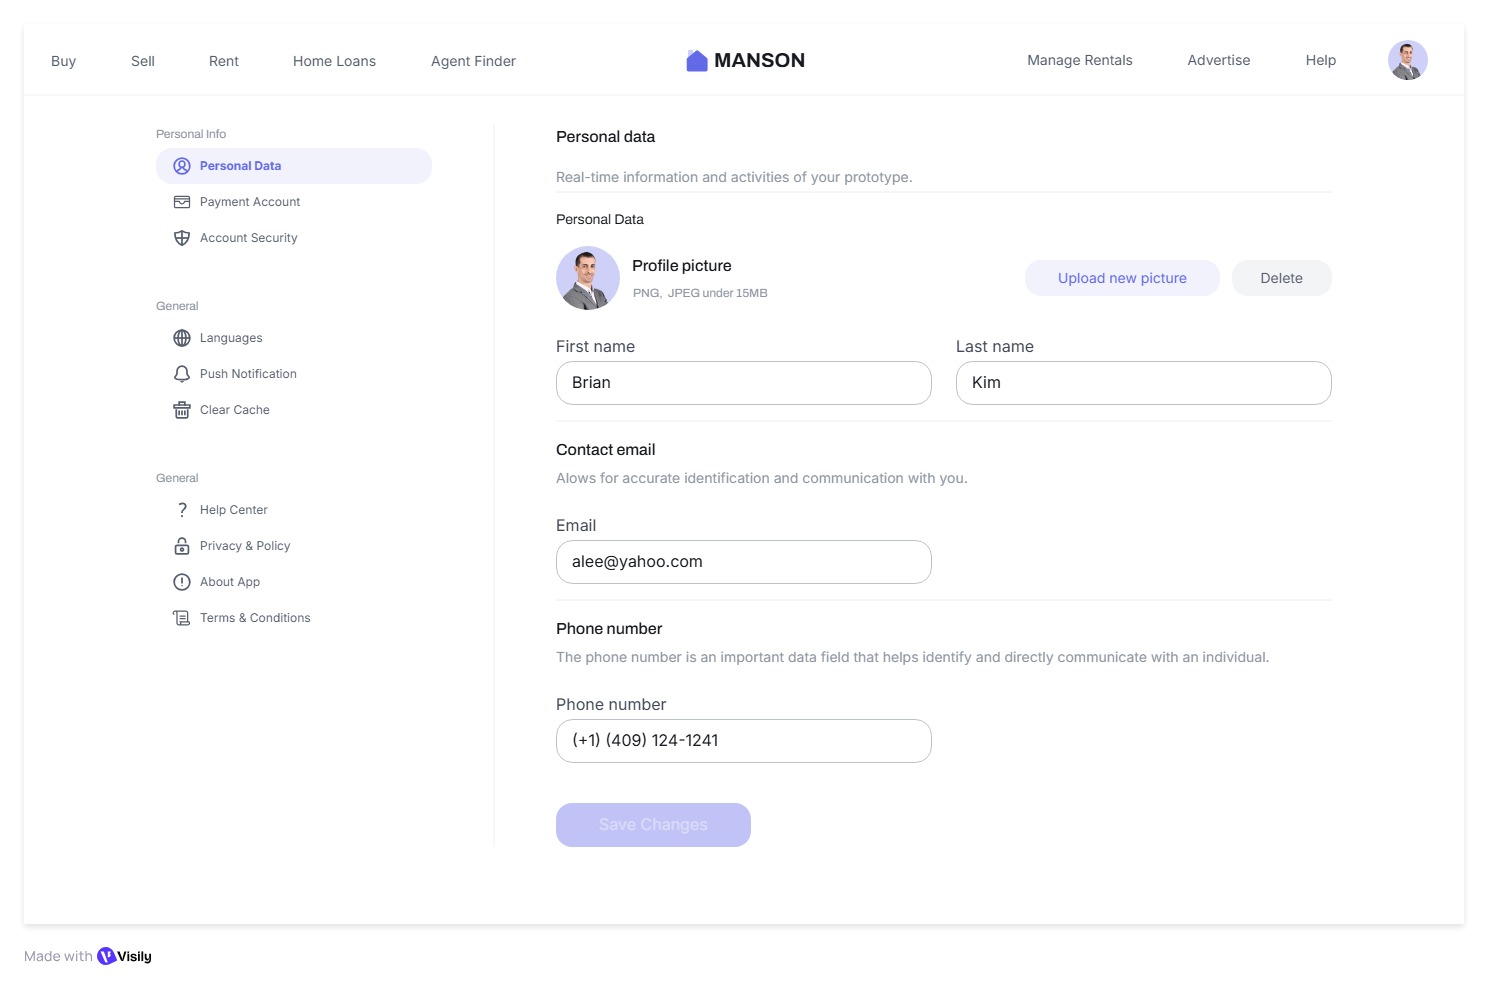 Buy Sell Rent Home Loans Agent Finder MANSON Manage Rentals Advertise Help
Personal Info
Personal Data
Payment Account
Account Security
General
Languages
Push Notification
Clear Cache
General
Help Center
Privacy & Policy
About App
Terms & Conditions
Personal data
Real-time information and activities of your prototype.
Personal Data
Profile picture
PNG, JPEG under 15MB
Upload new picture Delete
First name Last name
Brian Kim
Contact email
Alows for accurate identification and communication with you.
Email
alee@yahoo.com
Phone number
The phone number is an important data field that helps identify and directly communicate with an individual.
Phone number
(+1) (409) 124-1241
Save Changes
Made with Visily